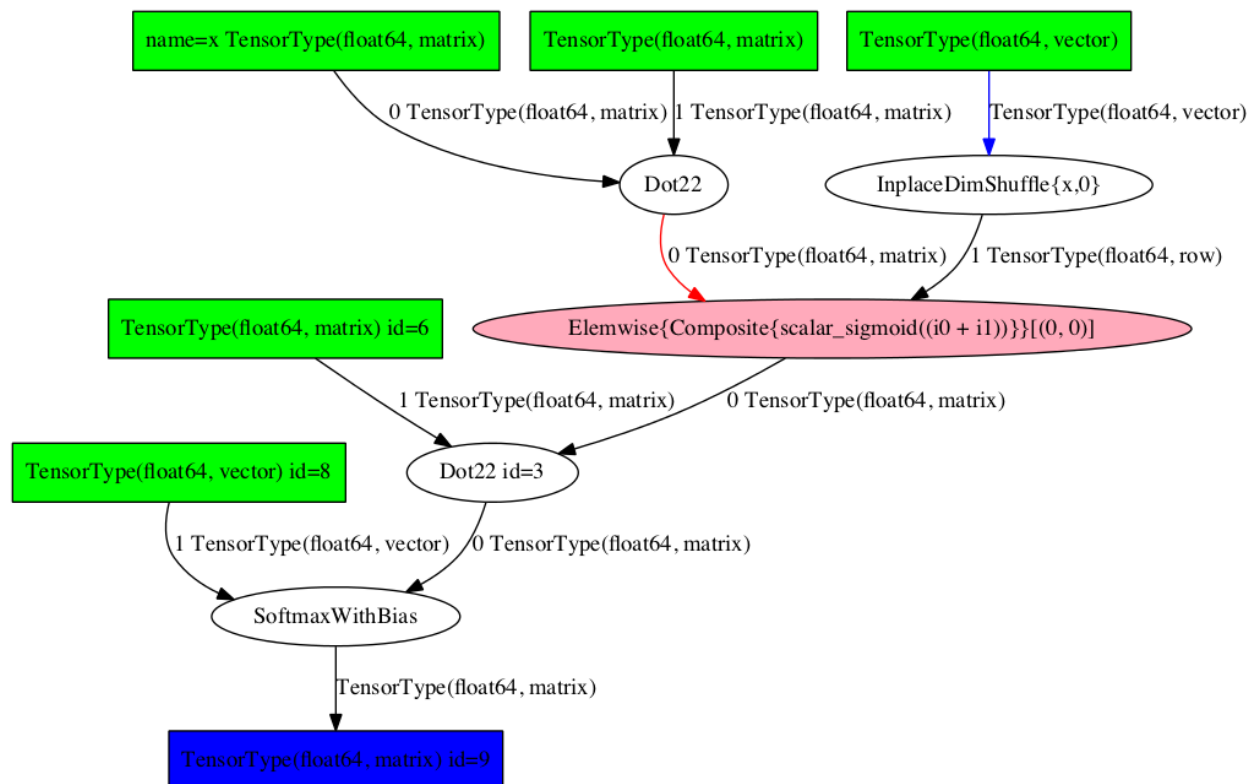 name=x TensorType(float64, matrix)
TensorType(float64, matrix)
TensorType(float64, vector)
0 TensorType(float64, matrix)
1 TensorType(float64, matrix)
TensorType(float64, vector)
Dot22
InplaceDimShuffle{x,0}
0 TensorType(float64, matrix)
1 TensorType(float64, row)
TensorType(float64, matrix) id=6
Elemwise{Composite{scalar_sigmoid((i0 + i1))}}[(0, 0)]
1 TensorType(float64, matrix)
0 TensorType(float64, matrix)
TensorType(float64, vector) id=8
Dot22 id=3
1 TensorType(float64, vector)
0 TensorType(float64, matrix)
SoftmaxWithBias
TensorType(float64, matrix)
TensorType(float64, matrix) id=9